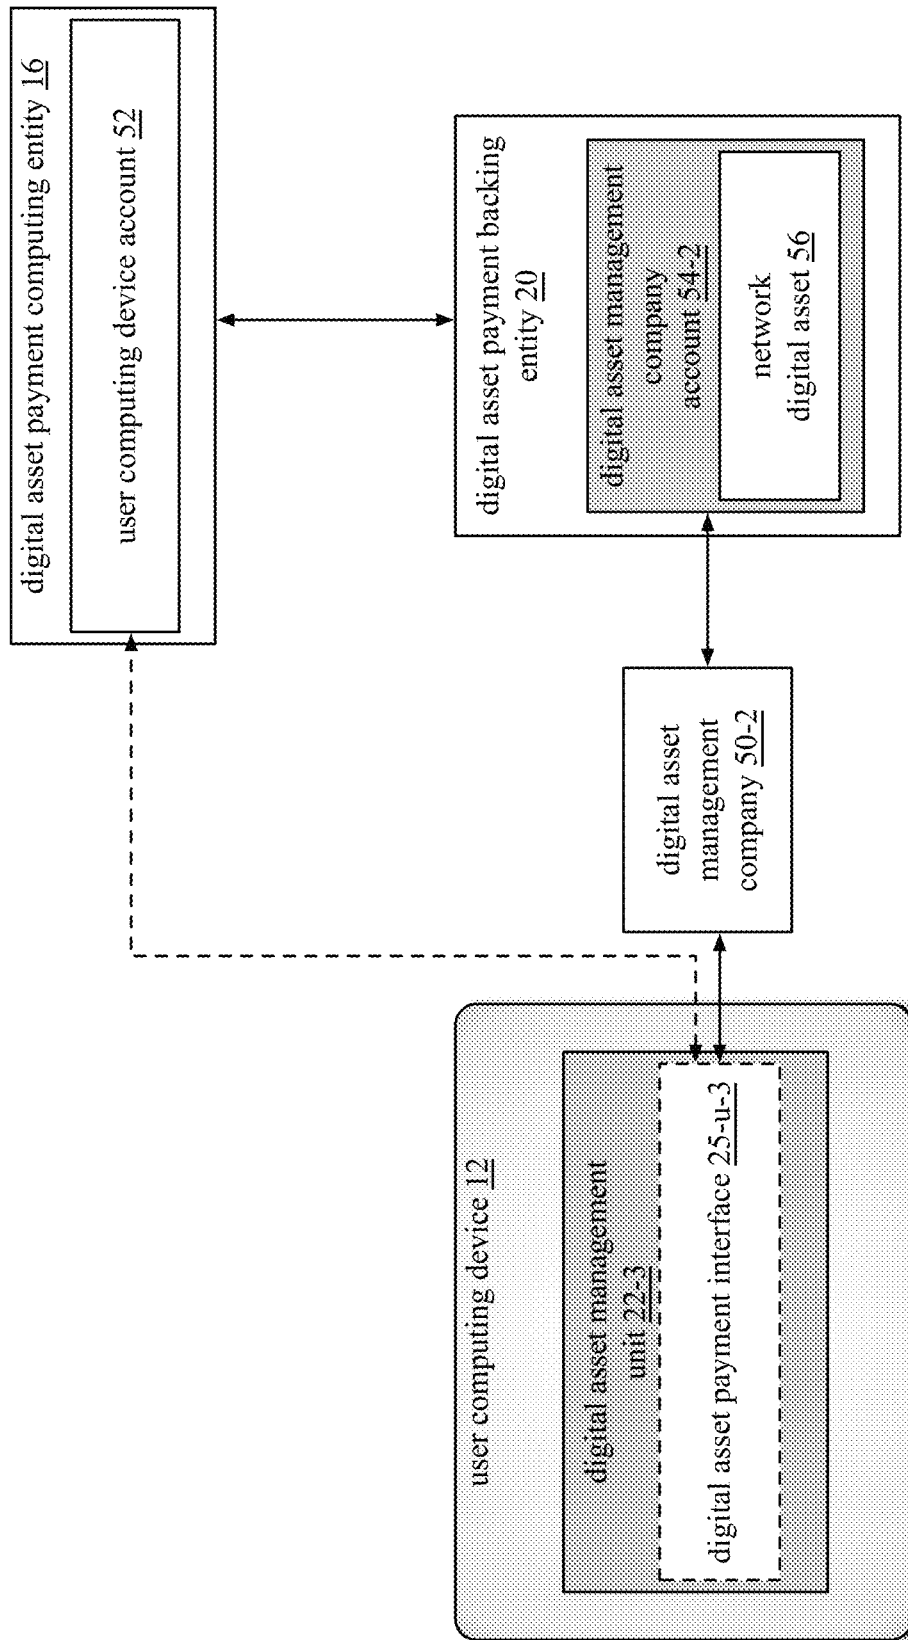 user computing device 12
digital asset management
unit 22-3
digital asset payment interface 25-u-3
digital asset
management
company 50-2
digital asset payment computing entity 16
user computing device account 52
digital asset payment backing
entity 20
digital asset management
company
account 54-2
network
digital asset 56